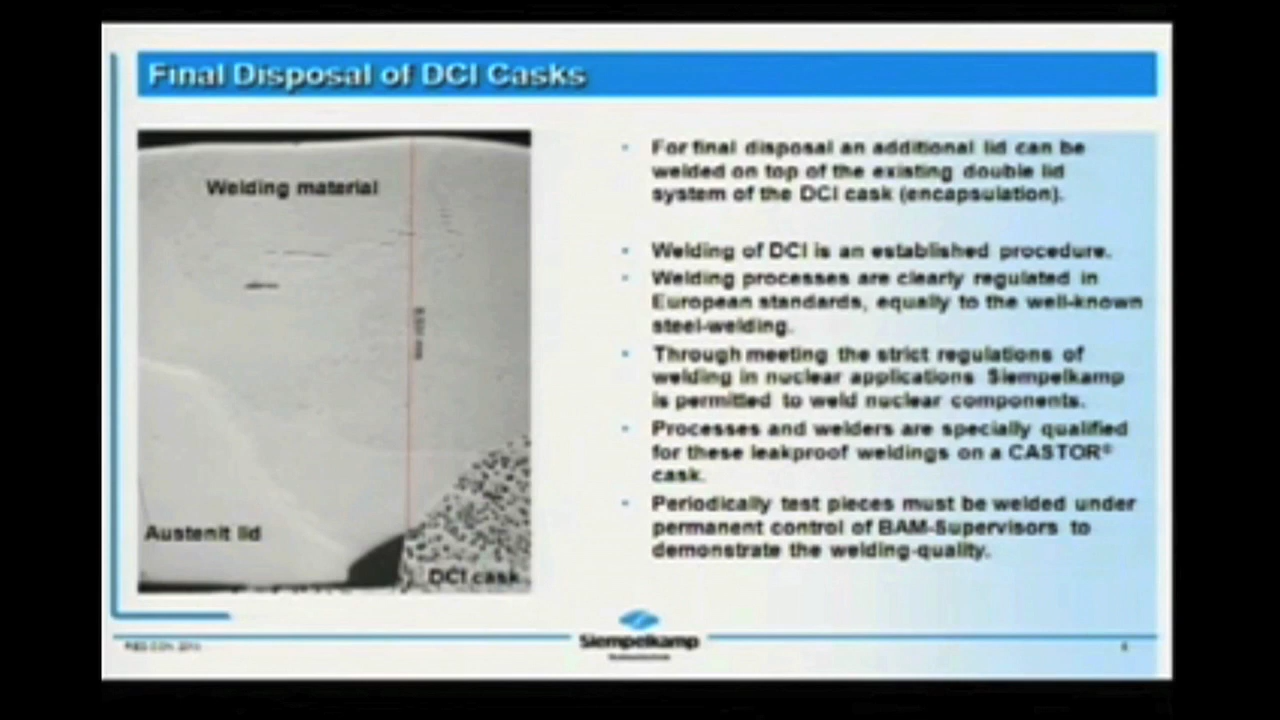 Final Disposal of DCI Casks
Welding material
Austenit lid
DCI cask
For final disposal an additional lid can be
welded on top of the existing double lid
system of the DCI cask (encapsulation).
Welding of DCI is an established procedure.
Welding processes are clearly regulated in
European standards, equally to the well-known
steel-welding.
Through meeting the strict regulations of
welding in nuclear applications Siempelkamp
is permitted to weld nuclear components.
Processes and welders are specially qualified
for these leakproof weldings on a CASTOR®
cask.
Periodically test pieces must be welded under
permanent control of BAM-Supervisors to
demonstrate the welding-quality.
Siempelkamp